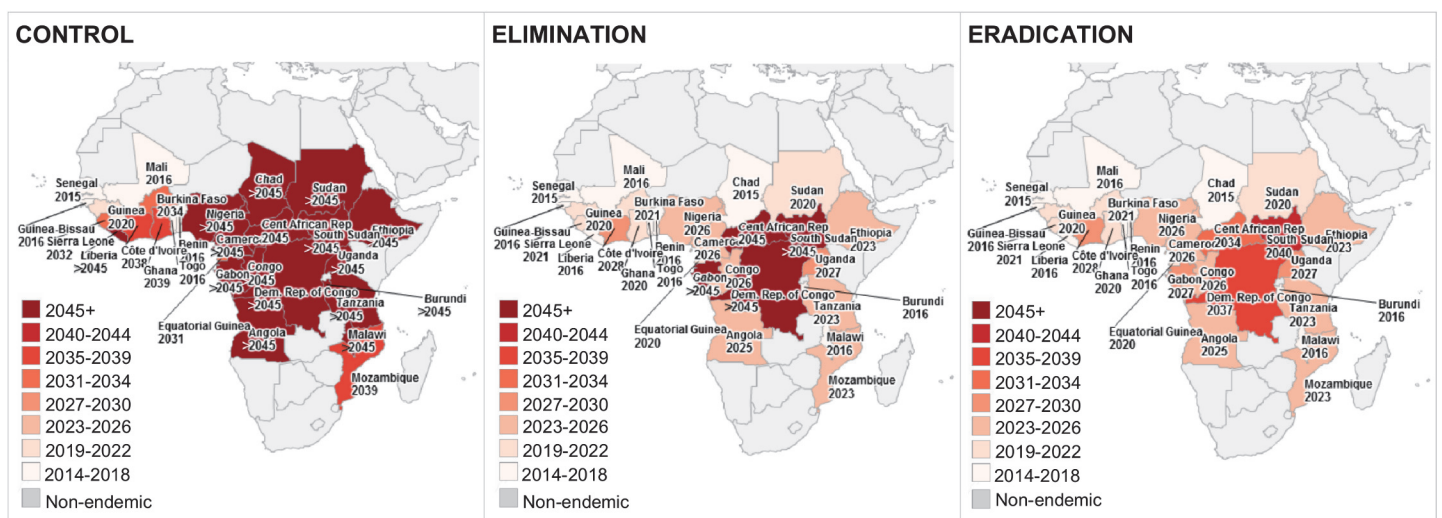 CONTROL
Mali
2016
Senegal
2015
Chad
>2045
Sudan
>2045
Burkina Faso
2034
Guinea
2020
Nigeria
>2045
Guinea-Bissau
2016
Sierra Leone
2032
Liberia
>2045
Côte d'Ivoire
2038
Ghana
2039
Benin
2016
Togo
2016
Cameroon
>2045
Cent African Rep
>2045
South Sudan
>2045
Ethiopia
>2045
Uganda
>2045
Gabon
>2045
Congo
>2045
Dem. Rep. of Congo
>2045
Burundi
>2045
Tanzania
>2045
Equatorial Guinea
2031
Angola
>2045
Malawi
>2045
Mozambique
2039
2045+
2040-2044
2035-2039
2031-2034
2027-2030
2023-2026
2019-2022
2014-2018
Non-endemic
ELIMINATION
Mali
2016
Senegal
2015
Chad
2015
Sudan
2020
Burkina Faso
2021
Guinea
2020
Nigeria
2026
Guinea-Bissau
2016
Sierra Leone
2021
Liberia
2016
Côte d'Ivoire
2028
Ghana
2020
Benin
2016
Togo
2016
Cameroon
2026
Cent African Rep
>2045
South Sudan
>2045
Ethiopia
2023
Uganda
2027
Gabon
>2045
Congo
2026
Dem. Rep. of Congo
>2045
Burundi
2016
Tanzania
2023
Equatorial Guinea
2020
Angola
2025
Malawi
2016
Mozambique
2023
2045+
2040-2044
2035-2039
2031-2034
2027-2030
2023-2026
2019-2022
2014-2018
Non-endemic
ERADICATION
Mali
2016
Senegal
2015
Chad
2015
Sudan
2020
Burkina Faso
2021
Guinea
2020
Nigeria
2026
Guinea-Bissau
2016
Sierra Leone
2021
Liberia
2016
Côte d'Ivoire
2028
Ghana
2020
Benin
2016
Togo
2016
Cameroon
2026
Cent African Rep
2034
South Sudan
2040
Ethiopia
2023
Uganda
2027
Gabon
2027
Congo
2026
Dem. Rep. of Congo
2037
Burundi
2016
Tanzania
2023
Equatorial Guinea
2020
Angola
2025
Malawi
2016
Mozambique
2023
2045+
2040-2044
2035-2039
2031-2034
2027-2030
2023-2026
2019-2022
2014-2018
Non-endemic